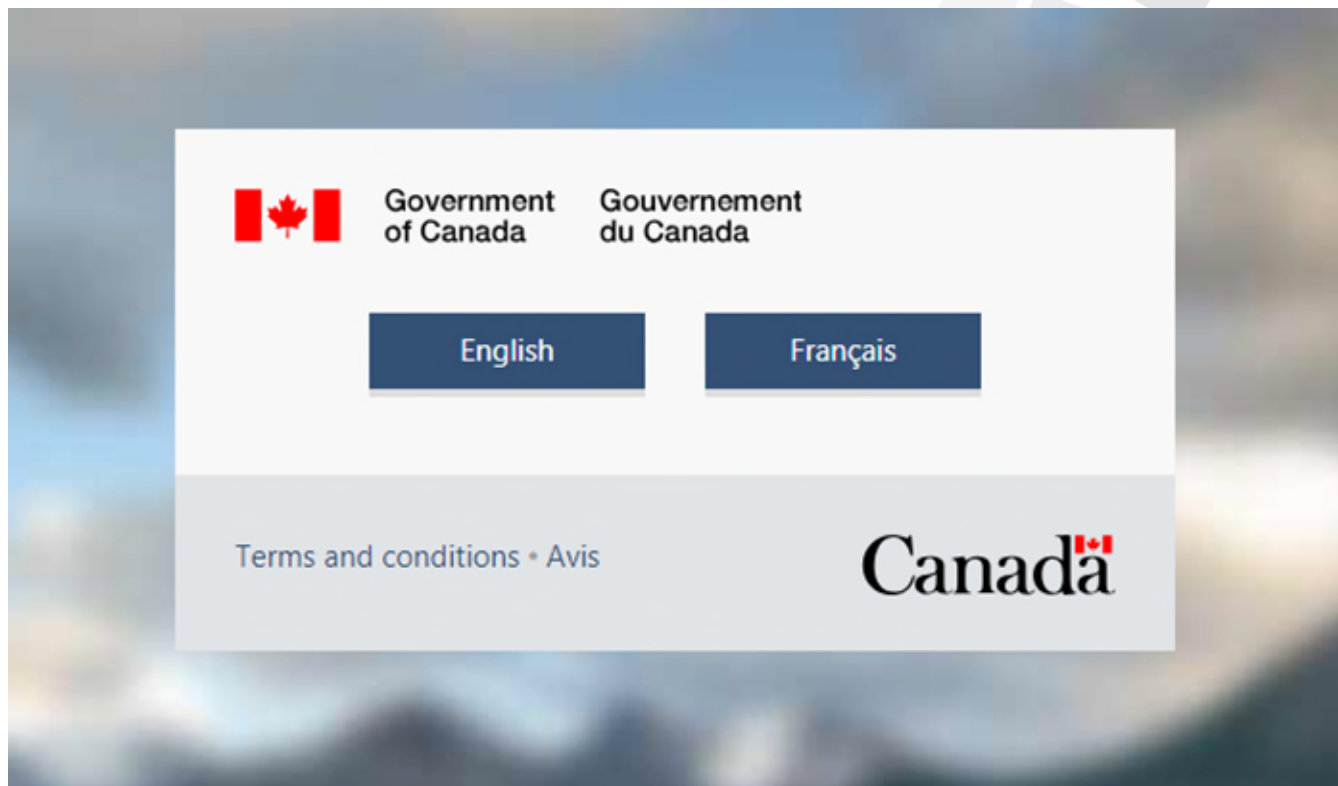 Government of Canada
Gouvernement du Canada
English
Français
Terms and conditions • Avis
Canada